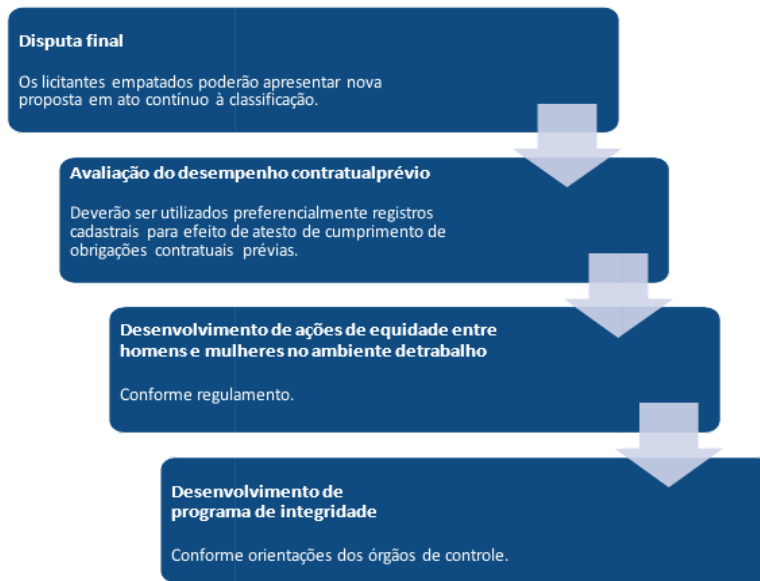 Disputa final
Os licitantes empatados poderão apresentar nova
proposta em ato contínuo à classificação.
Avaliação do desempenho contratualprévio
Deverão ser utilizados preferencialmente registros
cadastrais para efeito de atesto de cumprimento de
obrigações contratuais prévias.
Desenvolvimento de ações de equidade entre
homens e mulheres no ambiente detrabalho
Conforme regulamento.
Desenvolvimento de
programa de integridade
Conforme orientações dos órgãos de controle.